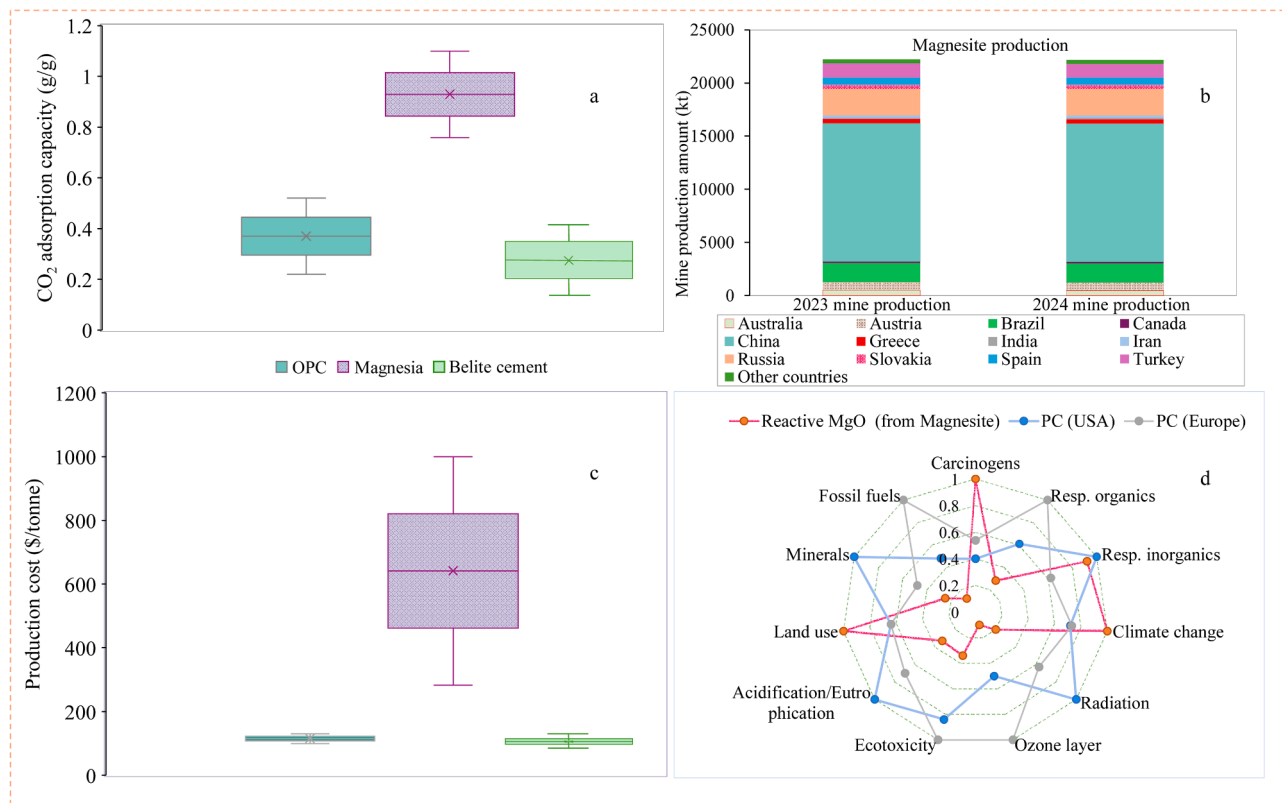 CO₂ adsorption capacity (g/g)
1.2
1
0.8
0.6
0.4
0.2
0
a
OPC
Magnesia
Belite cement
Magnesite production
b
Mine production amount (kt)
25000
20000
15000
10000
5000
0
2023 mine production
2024 mine production
Australia
Austria
Brazil
Canada
China
Greece
India
Iran
Russia
Slovakia
Spain
Turkey
Other countries
Production cost ($/tonne)
1200
1000
800
600
400
200
0
c
Reactive MgO (from Magnesite)
PC (USA)
PC (Europe)
d
Carcinogens
Resp. organics
Resp. inorganics
Climate change
Radiation
Ozone layer
Ecotoxicity
Acidification/Eutro
phication
Land use
Minerals
Fossil fuels
1
0.8
0.6
0.4
0.2
0